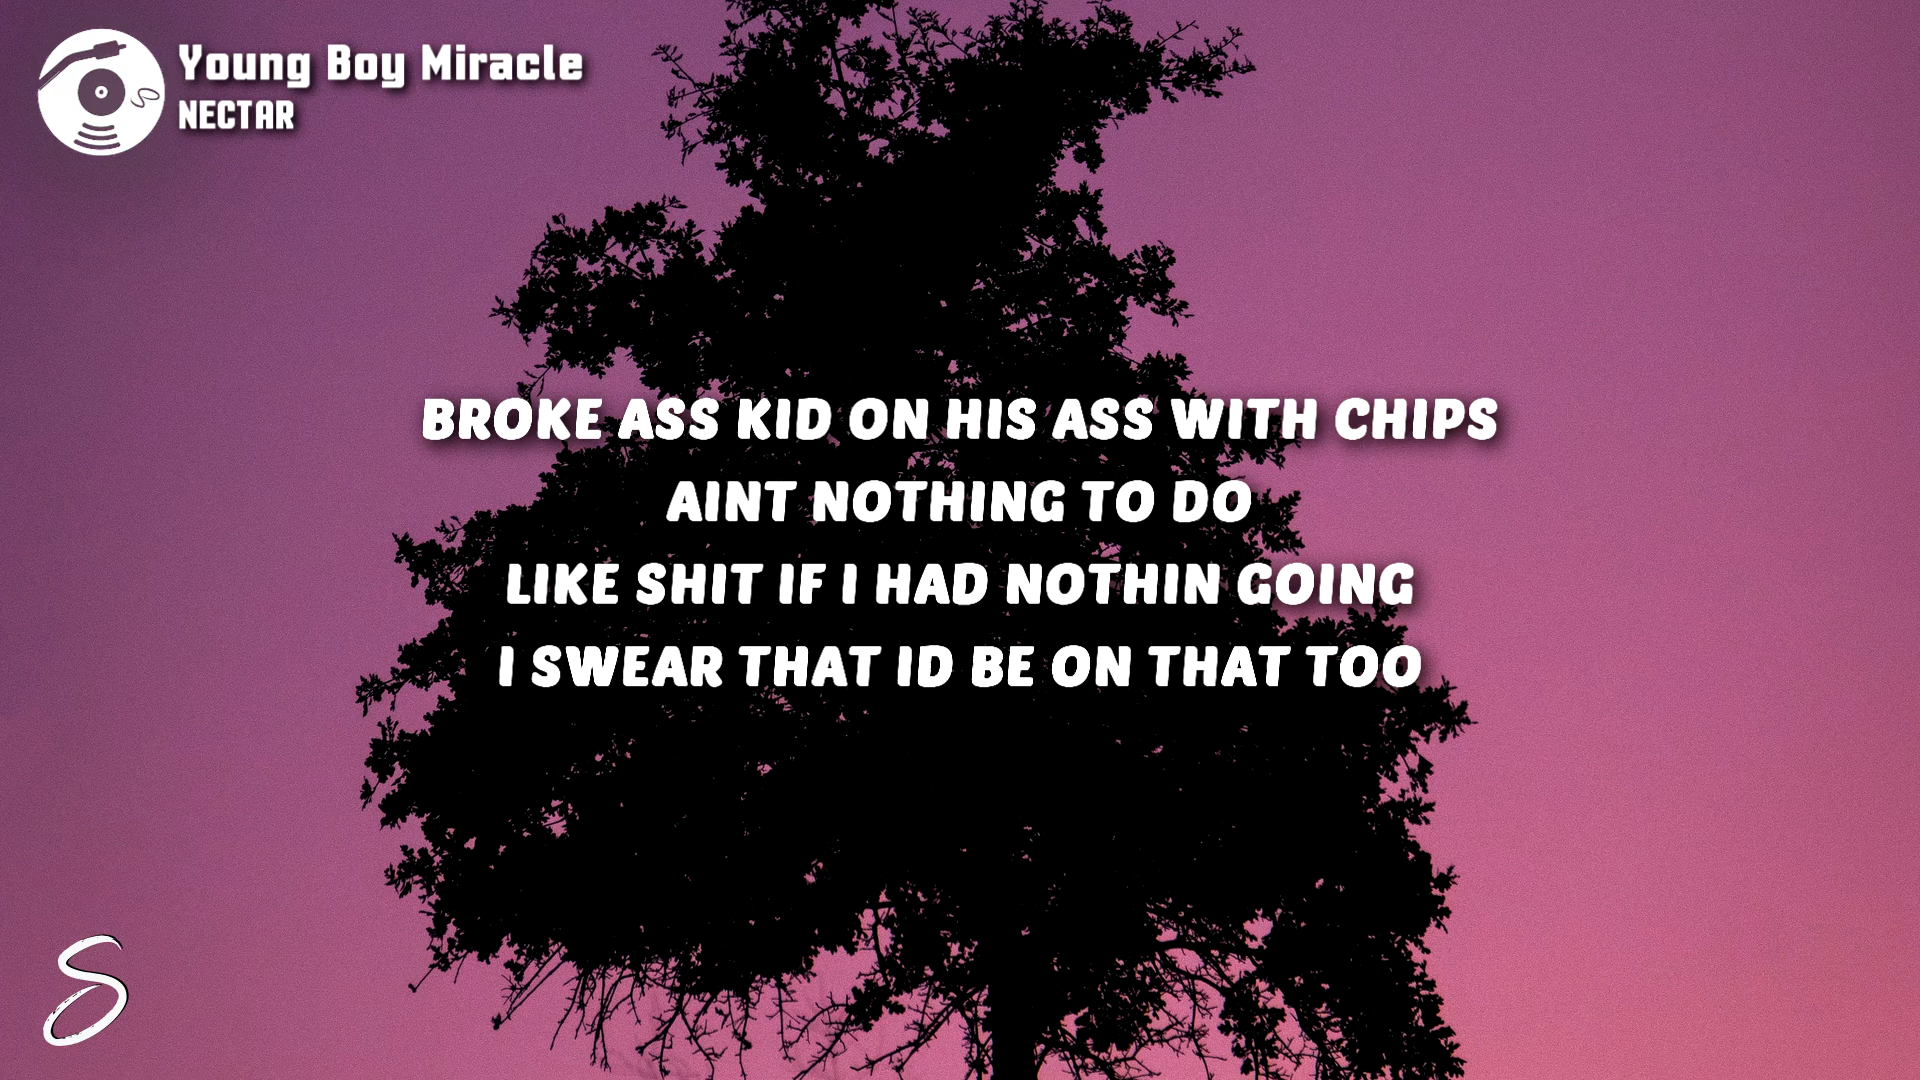 Young Boy Miracle
NECTAR
BROKE ASS KID ON HIS ASS WITH CHIPS
AINT NOTHING TO DO
LIKE SHIT IF I HAD NOTHIN GOING
I SWEAR THAT ID BE ON THAT TOO
S